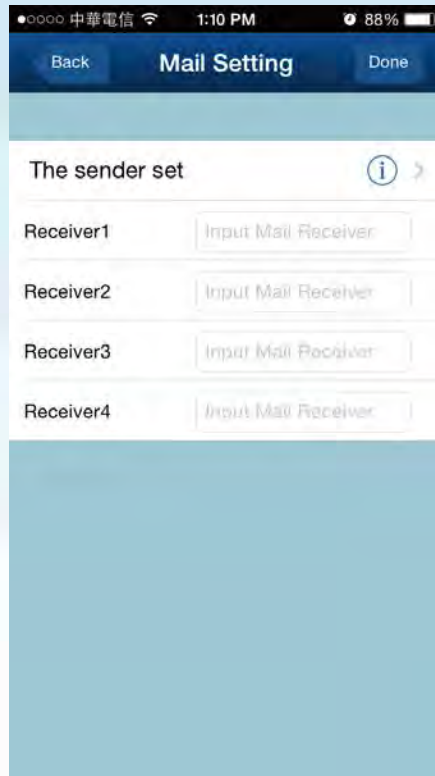 中華電信 1:10 PM 88%
Back Mail Setting Done
The sender set
Receiver1 Input Mail Receiver
Receiver2 Input Mail Receiver
Receiver3 Input Mail Receiver
Receiver4 Input Mail Receiver